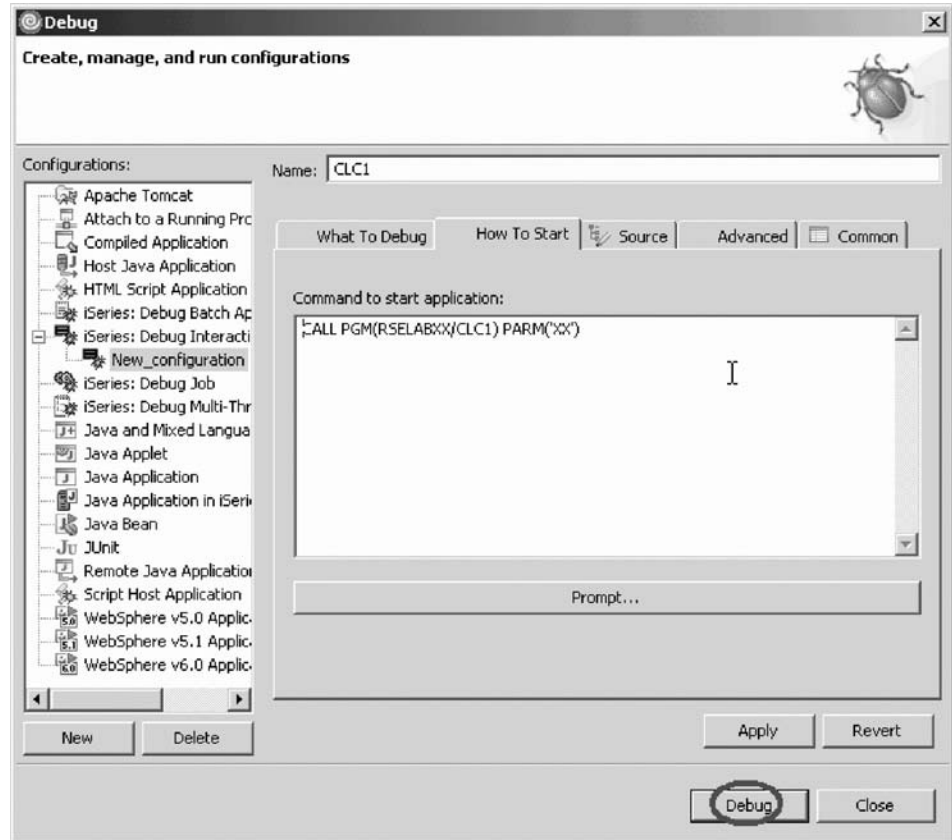 Debug
Create, manage, and run configurations
Configurations:
Apache Tomcat
Attach to a Running Pro
Compiled Application
Host Java Application
HTML Script Application
iSeries: Debug Batch Ap
iSeries: Debug Interacti
New_configuration
iSeries: Debug Job
iSeries: Debug Multi-Thr
Java and Mixed Langua
Java Applet
Java Application
Java Application in iSeri
Java Bean
JUnit
Remote Java Application
Script Host Application
WebSphere v5.0 Applic
WebSphere v5.1 Applic
WebSphere v6.0 Applic
New Delete
Name: CLC1
What To Debug How To Start Source Advanced Common
Command to start application:
CALL PGM(RSELABXX/CLC1) PARM('XX')
Prompt...
Apply Revert
Debug Close